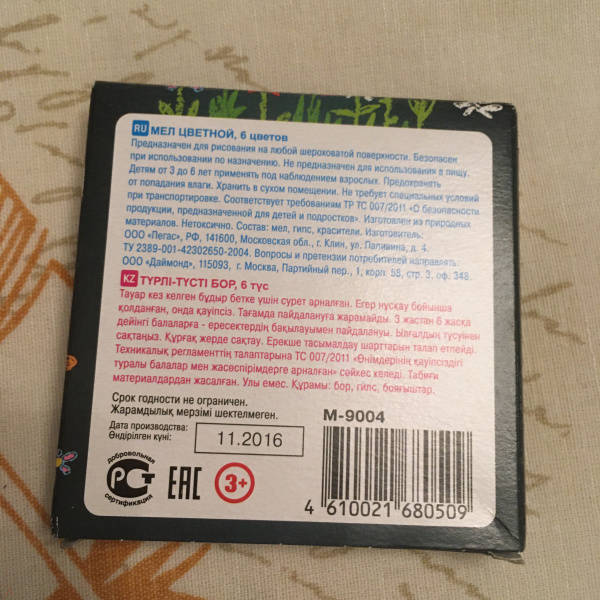 RU МЕЛ ЦВЕТНОЙ, 6 цветов
Предназначен для рисования на любой шероховатой поверхности. Безопасен
при использовании по назначению. Не предназначен для использования в пищу.
Детям от 3 до 6 лет применять под наблюдением взрослых. Предохранять
от попадания влаги. Хранить в сухом помещении. Не требует специальных условий
при транспортировке. Соответствует требованиям ТР ТС 007/2011 «О безопасности
продукции, предназначенной для детей и подростков». Изготовлен из природных
материалов. Нетоксично. Состав: мел, гипс, красители. Изготовитель:
ООО «Пегас», РФ, 141600, Московская обл., г. Клин, ул. Папивина, д. 4.
ТУ 2389-001-42302650-2004. Вопросы и претензии потребителей направлять:
ООО «Даймонд», 115093, г. Москва, Партийный пер., 1, корп. 58, стр. 3, оф. 348.
KZ ТҮРЛІ-ТҮСТІ БОР, 6 түс
Тауар кез келген бұдыр бетке үшін сурет арналған. Егер нұсқау бойынша
қолданған, онда қауіпсіз. Тағамда пайдалануға жарамайды. 3 жастан 6 жасқа
дейінгі балаларға - ересектердің бақылауымен пайдалану. Ылғалдың түсуінен
сақтаңыз. Құрғақ жерде сақтау. Ерекше тасымалдау шарттарын талап етпейді.
Техникалық регламенттің талаптарына ТС 007/2011 «Өнімдерінің қауіпсіздігі
туралы балалар мен жасөспірімдерге арналған» сәйкес келеді. Табиғи
материалдардан жасалған. Улы емес. Құрамы: бор, гипс, бояғыштар.
Срок годности не ограничен.
Жарамдылық мерзімі шектелмеген.
Дата производства:
Өндірілген күні:
11.2016
М-9004
добровольная
РСТ
сертификация
ЕАС
3+
4 610021 680509